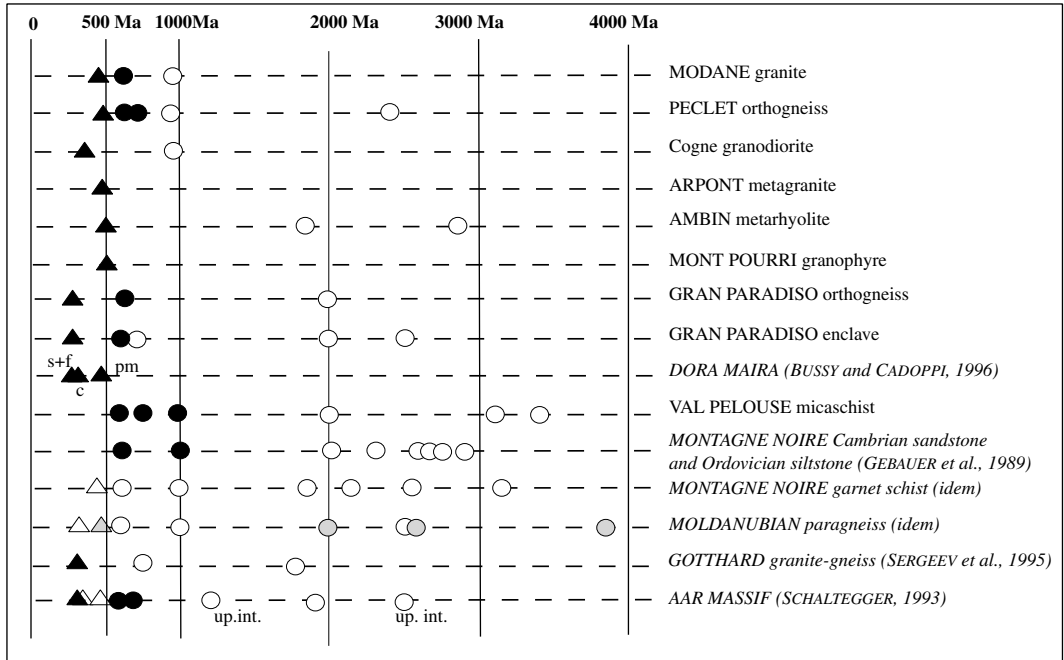 0 500 Ma 1000Ma 2000 Ma 3000 Ma 4000 Ma
MODANE granite
PECLET orthogneiss
Cogne granodiorite
ARPONT metagranite
AMBIN metarhyolite
MONT POURRI granophyre
GRAN PARADISO orthogneiss
GRAN PARADISO enclave
s+f
pm
DORA MAIRA (BUSSY and CADOPPI, 1996)
c
VAL PELOUSE micaschist
MONTAGNE NOIRE Cambrian sandstone
and Ordovician siltstone (GEBAUER et al., 1989)
MONTAGNE NOIRE garnet schist (idem)
MOLDANUBIAN paragneiss (idem)
GOTTHARD granite-gneiss (SERGEEV et al., 1995)
AAR MASSIF (SCHALTEGGER, 1993)
up.int. up. int.